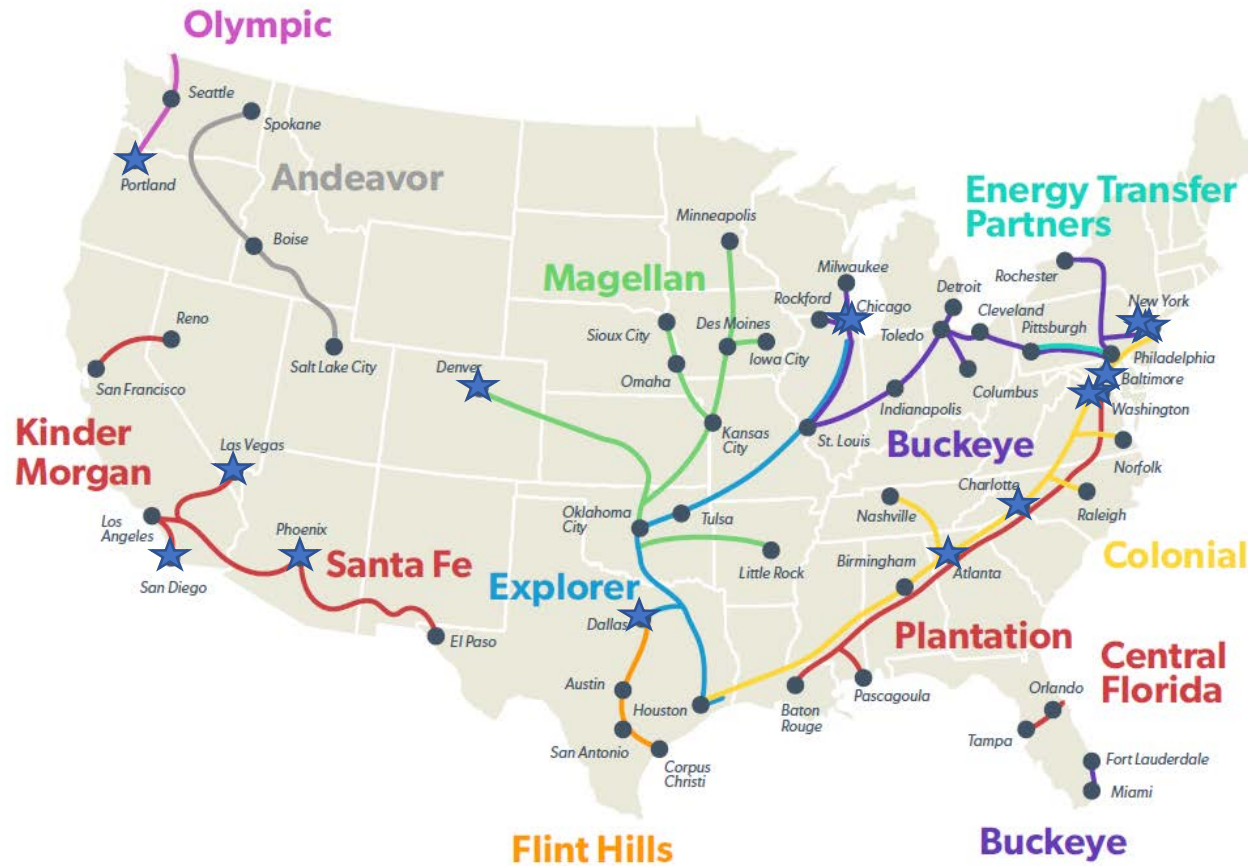 Olympic
Seattle
Spokane
Portland
Andeavor
Boise
Energy Transfer
Partners
Minneapolis
Magellan
Milwaukee
Rochester
Rockford
Chicago
Detroit
Cleveland
New York
Reno
Sioux City
Des Moines
Toledo
Pittsburgh
Salt Lake City
Denver
Iowa City
Philadelphia
San Francisco
Omaha
Columbus
Baltimore
Indianapolis
Washington
Kinder
Morgan
Las Vegas
Kansas
City
St. Louis
Buckeye
Norfolk
Charlotte
Los
Angeles
Phoenix
Oklahoma
City
Tulsa
Nashville
Raleigh
Santa Fe
San Diego
Explorer
Little Rock
Birmingham
Atlanta
Colonial
Dallas
El Paso
Plantation
Central
Florida
Austin
Houston
Baton
Rouge
Pascagoula
Orlando
San Antonio
Corpus
Christi
Tampa
Fort Lauderdale
Miami
Flint Hills
Buckeye